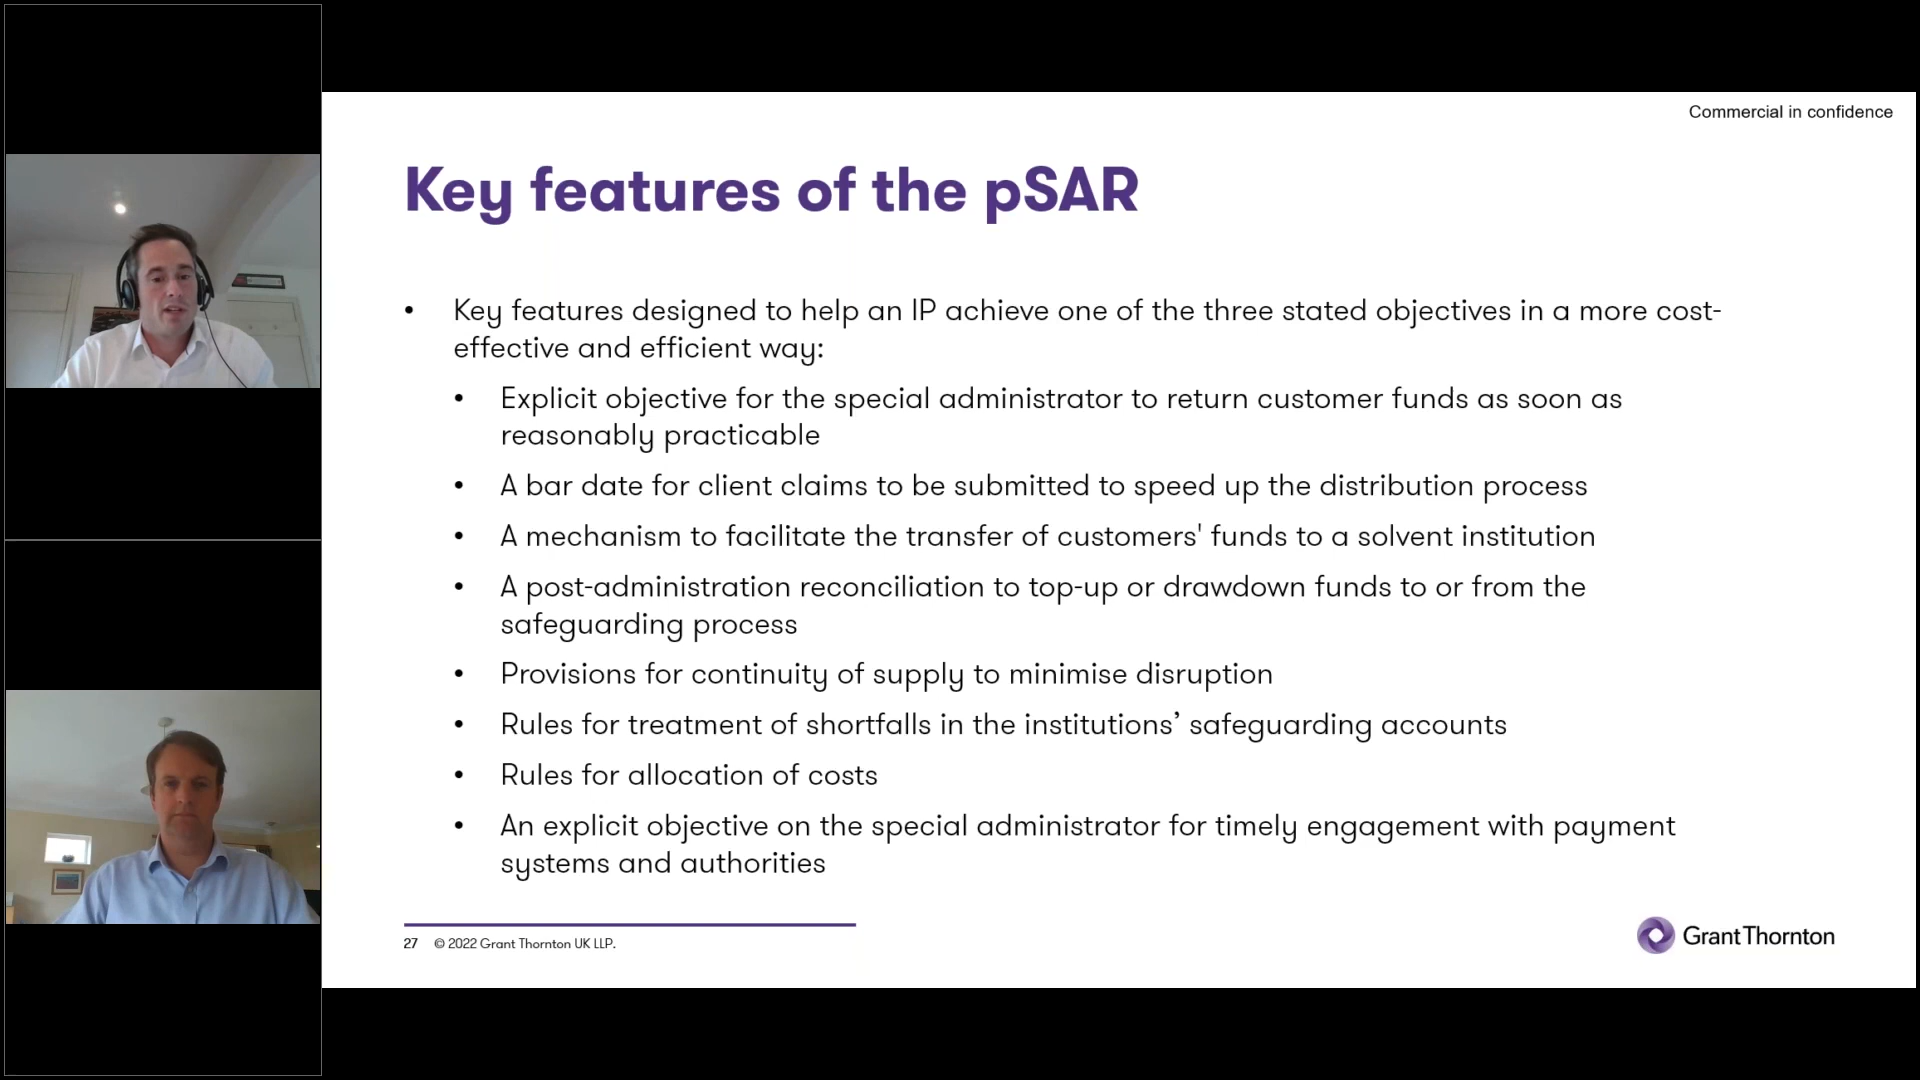 Commercial in confidence
Key features of the pSAR
• Key features designed to help an IP achieve one of the three stated objectives in a more cost-
effective and efficient way:
• Explicit objective for the special administrator to return customer funds as soon as
reasonably practicable
• A bar date for client claims to be submitted to speed up the distribution process
• A mechanism to facilitate the transfer of customers' funds to a solvent institution
• A post-administration reconciliation to top-up or drawdown funds to or from the
safeguarding process
• Provisions for continuity of supply to minimise disruption
• Rules for treatment of shortfalls in the institutions’ safeguarding accounts
• Rules for allocation of costs
• An explicit objective on the special administrator for timely engagement with payment
systems and authorities
27 © 2022 Grant Thornton UK LLP.
Grant Thornton